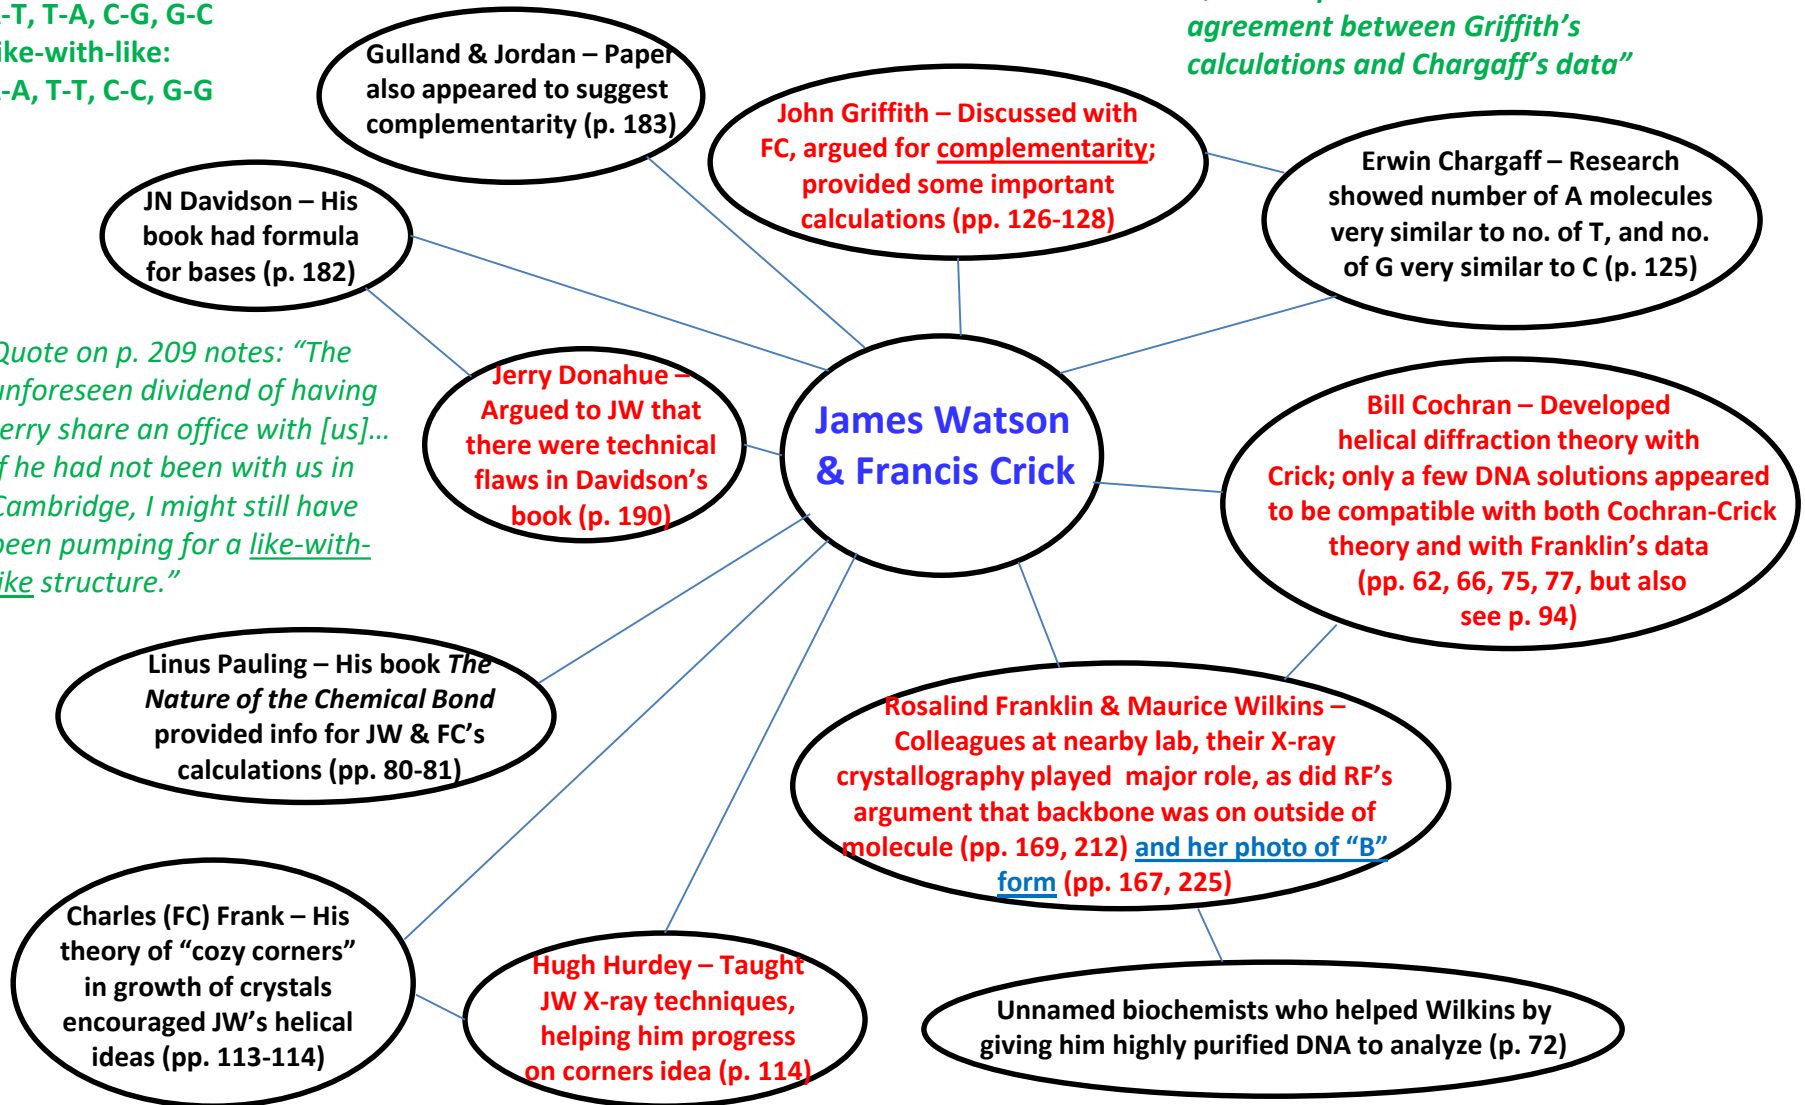 T, T-A, C-G, G-C
like-with-like:
A, T-T, C-C, G-G
agreement between Griffith's
calculations and Chargaff's data”
Gulland & Jordan – Paper
also appeared to suggest
complementarity (p. 183)
John Griffith – Discussed with
FC, argued for complementarity;
provided some important
calculations (pp. 126-128)
Erwin Chargaff – Research
showed number of A molecules
very similar to no. of T, and no.
of G very similar to C (p. 125)
JN Davidson – His
book had formula
for bases (p. 182)
Quote on p. 209 notes: “The
unforeseen dividend of having
Jerry share an office with [us]…
If he had not been with us in
Cambridge, I might still have
been pumping for a like-with-
like structure.”
Jerry Donahue –
Argued to JW that
there were technical
flaws in Davidson's
book (p. 190)
James Watson
& Francis Crick
Bill Cochran – Developed
helical diffraction theory with
Crick; only a few DNA solutions appeared
to be compatible with both Cochran-Crick
theory and with Franklin's data
(pp. 62, 66, 75, 77, but also
see p. 94)
Linus Pauling – His book The
Nature of the Chemical Bond
provided info for JW & FC's
calculations (pp. 80-81)
Rosalind Franklin & Maurice Wilkins –
Colleagues at nearby lab, their X-ray
crystallography played major role, as did RF's
argument that backbone was on outside of
molecule (pp. 169, 212) and her photo of “B”
form (pp. 167, 225)
Charles (FC) Frank – His
theory of “cozy corners”
in growth of crystals
encouraged JW's helical
ideas (pp. 113-114)
Hugh Hurdey – Taught
JW X-ray techniques,
helping him progress
on corners idea (p. 114)
Unnamed biochemists who helped Wilkins by
giving him highly purified DNA to analyze (p. 72)